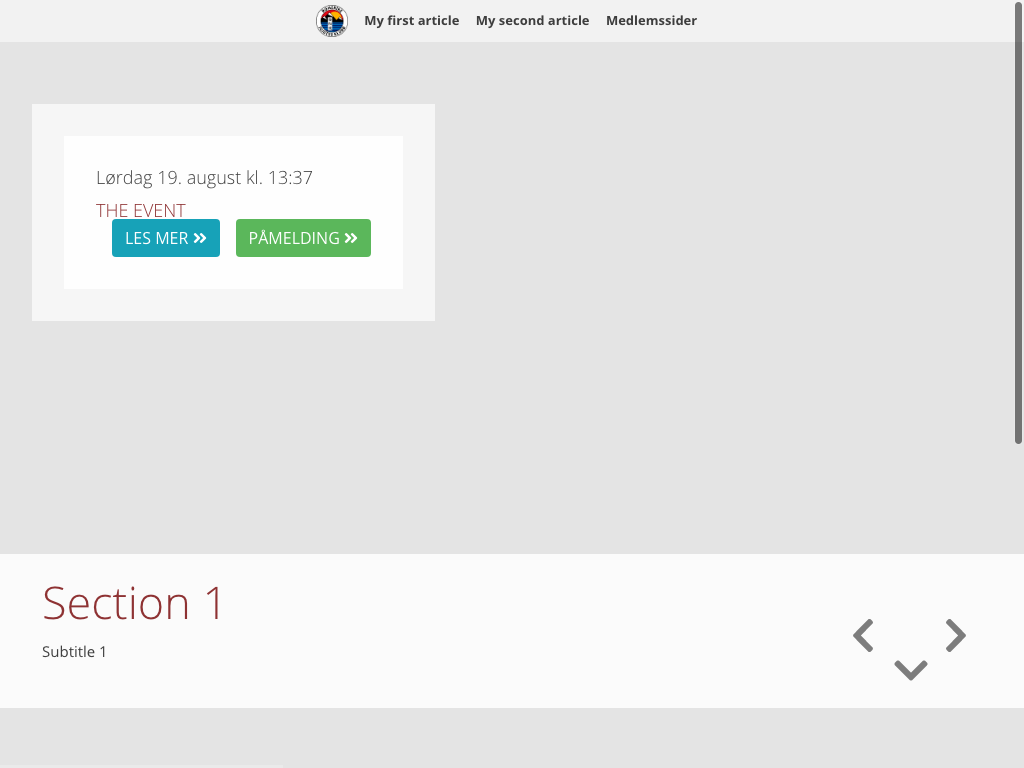 My first article My second article Medlemssider
Lørdag 19. august kl. 13:37
THE EVENT
LES MER PÅMELDING
Section 1
Subtitle 1